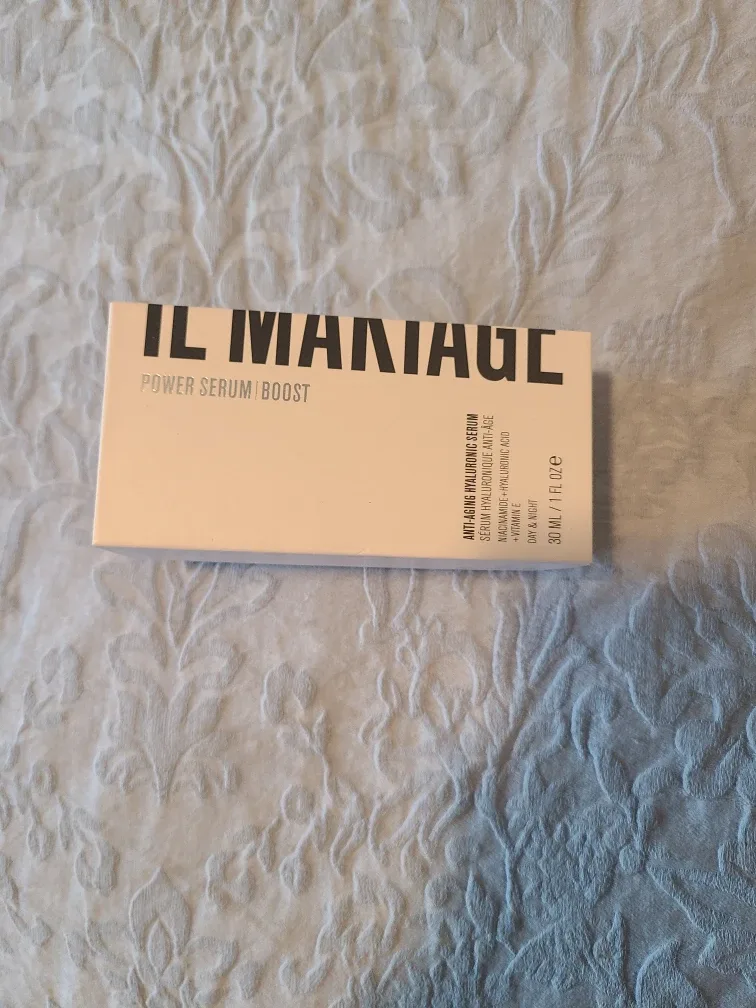 IL MAKIAGE
POWER SERUM|BOOST
ANTI-AGING HYALURONIC SERUM
SÉRUM HYALURONIQUE ANTI-ÂGE
NIACINAMIDE+HYALURONIC ACID
+VITAMIN E
DAY & NIGHT
30 ML / 1 FL OZ℮